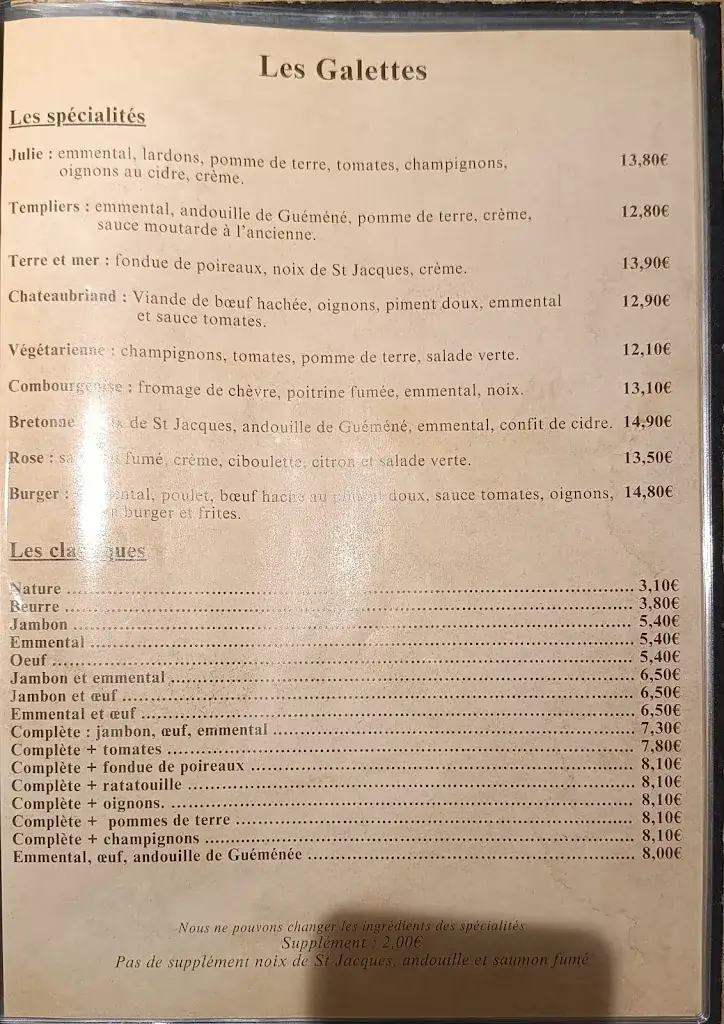 Les Galettes
Les spécialités
Julie : emmental, lardons, pomme de terre, tomates, champignons, 13,80€
oignons au cidre, crème.
Templiers : emmental, andouille de Guéméné, pomme de terre, crème, 12,80€
sauce moutarde à l'ancienne.
Terre et mer : fondue de poireaux, noix de St Jacques, crème. 13,90€
Chateaubriand : Viande de bœuf hachée, oignons, piment doux, emmental 12,90€
et sauce tomates.
Végétarienne : champignons, tomates, pomme de terre, salade verte. 12,10€
Combourgeoise : fromage de chèvre, poitrine fumée, emmental, noix. 13,10€
Bretonne de St Jacques, andouille de Guéméné, emmental, confit de cidre. 14,90€
Rose : fumé, crème, ciboulette, citron et salade verte. 13,50€
Burger : poulet, bœuf haché au piment doux, sauce tomates, oignons, 14,80€
burger et frites.
Les classiques
Nature 3,10€
Beurre 3,80€
Jambon 5,40€
Emmental 5,40€
Oeuf 5,40€
Jambon et emmental 6,50€
Jambon et œuf 6,50€
Emmental et œuf 6,50€
Complète : jambon, œuf, emmental 7,30€
Complète + tomates 7,80€
Complète + fondue de poireaux 8,10€
Complète + ratatouille 8,10€
Complète + oignons. 8,10€
Complète + pommes de terre 8,10€
Complète + champignons 8,10€
Emmental, œuf, andouille de Guéménée 8,00€
Nous ne pouvons changer les ingrédients des spécialités
Supplément : 2,00€
Pas de supplément noix de St Jacques, andouille et saumon fumé